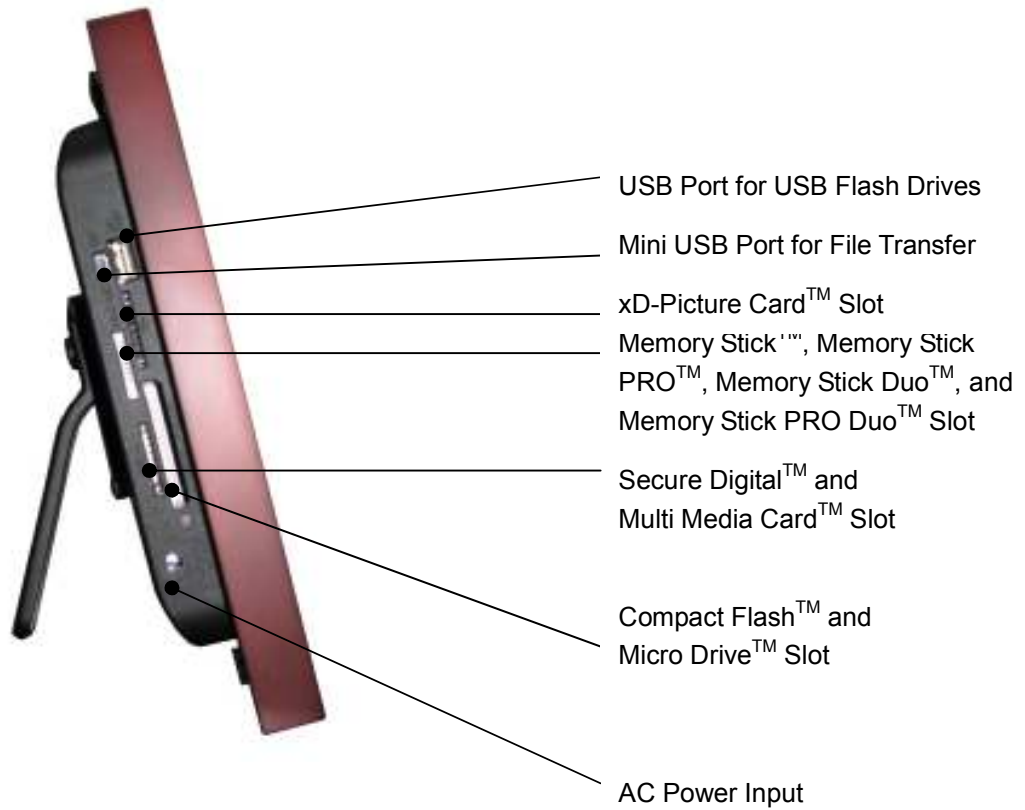 USB Port for USB Flash Drives
Mini USB Port for File Transfer
xD-Picture Card™ Slot
Memory Stick™, Memory Stick
PRO™, Memory Stick Duo™, and
Memory Stick PRO Duo™ Slot
Secure Digital™ and
Multi Media Card™ Slot
Compact Flash™ and
Micro Drive™ Slot
AC Power Input